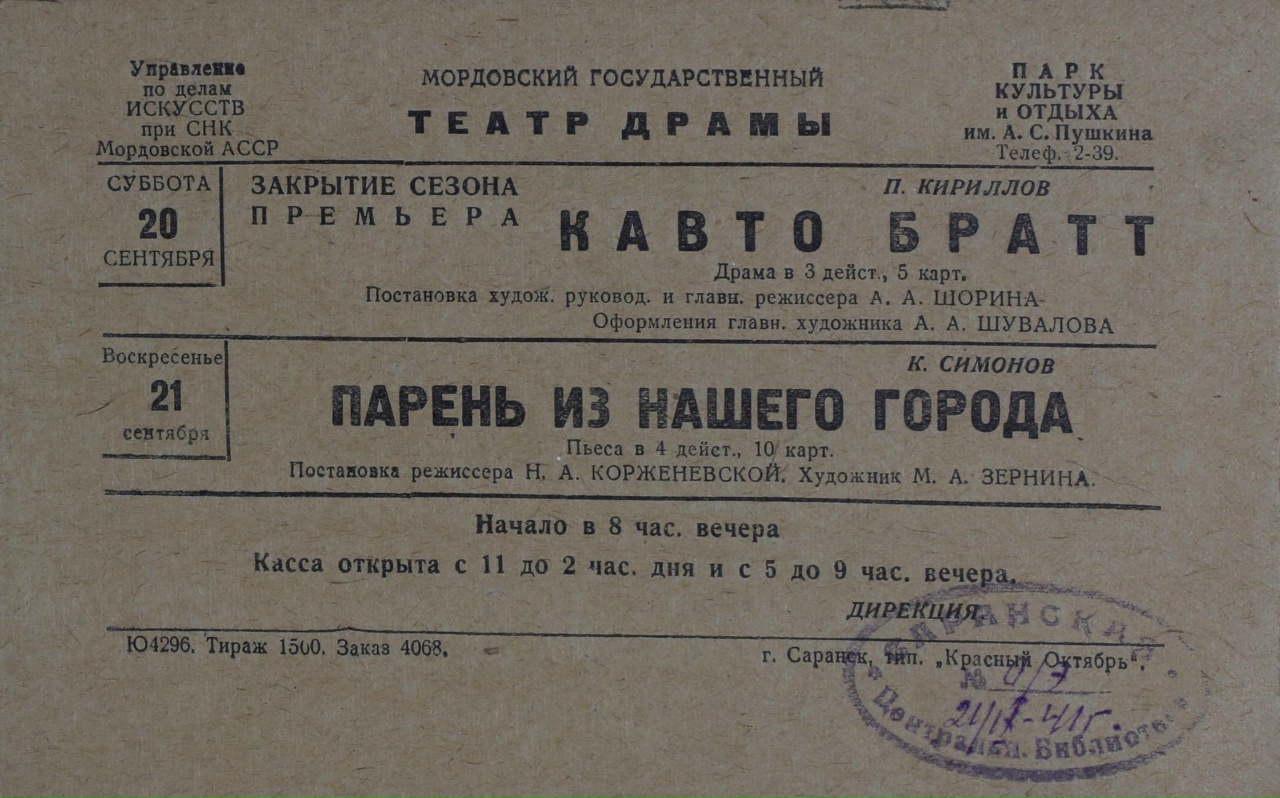 Управление
по делам
ИСКУССТВ
при СНК
Мордовской АССР
МОРДОВСКИЙ ГОСУДАРСТВЕННЫЙ
ТЕАТР ДРАМЫ
ПАРК
КУЛЬТУРЫ
и ОТДЫХА
им. А. С. Пушкина
Телеф. 2-39.
СУББОТА
20
СЕНТЯБРЯ
ЗАКРЫТИЕ СЕЗОНА
ПРЕМЬЕРА
П. КИРИЛЛОВ
КАВТО БРАТТ
Драма в 3 дейст., 5 карт.
Постановка худож. руковод. и главн. режиссера А. А. ШОРИНА-
Оформления главн. художника А. А. ШУВАЛОВА
Воскресенье
21
сентября
К. СИМОНОВ
ПАРЕНЬ ИЗ НАШЕГО ГОРОДА
Пьеса в 4 дейст., 10 карт.
Постановка режиссера Н. А. КОРЖЕНЕВСКОЙ. Художник М. А. ЗЕРНИНА.
Начало в 8 час. вечера
Касса открыта с 11 до 2 час. дня и с 5 до 9 час. вечера.
ДИРЕКЦИЯ.
Ю4296. Тираж 1500. Заказ 4068.
г. Саранск, тип. „Красный Октябрь".
САРАНСКАЯ
№
Центральн. Библиотека